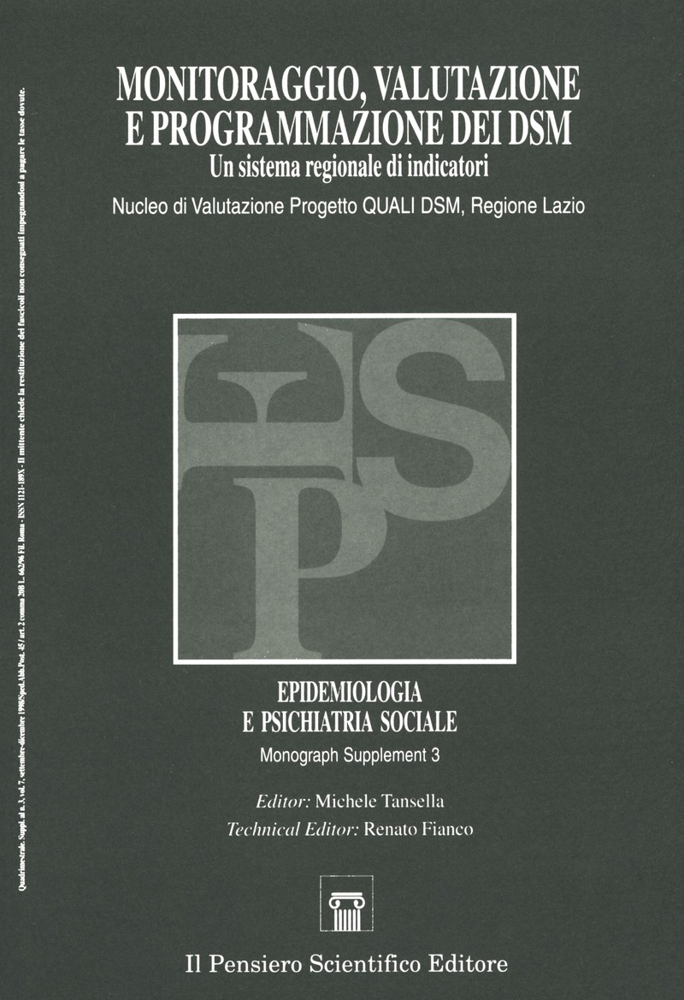 MONITORAGGIO, VALUTAZIONE
E PROGRAMMAZIONE DEI DSM
Un sistema regionale di indicatori
Nucleo di Valutazione Progetto QUALI DSM, Regione Lazio
Quadrimestrale. Suppl. al n. 3, vol. 7, settembre-dicembre 1998/Sped. Abb. Post. 45 / art. 2 comma 20B L. 662/96 Fil. Roma - ISSN 1121-189X - Il mittente chiede la restituzione dei fascicoli non consegnati impegnandosi a pagare le tasse dovute.
E
S
P
EPIDEMIOLOGIA
E PSICHIATRIA SOCIALE
Monograph Supplement 3
Editor: Michele Tansella
Technical Editor: Renato Fianco
Il Pensiero Scientifico Editore